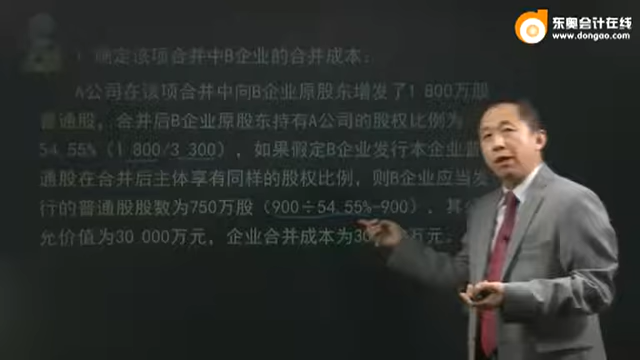 东奥会计在线
www.dongao.com
确定该项合并中B企业的合并成本：
A公司在该项合并中向B企业原股东增发了1 800万股
普通股，合并后B企业原股东持有A公司的股权比例为
54.55%（1 800/3 300），如果假定B企业发行本企业普
通股在合并后主体享有同样的股权比例，则B企业应当发
行的普通股股数为750万股（900÷54.55%-900），其
允价值为30 000万元，企业合并成本为30 万元。